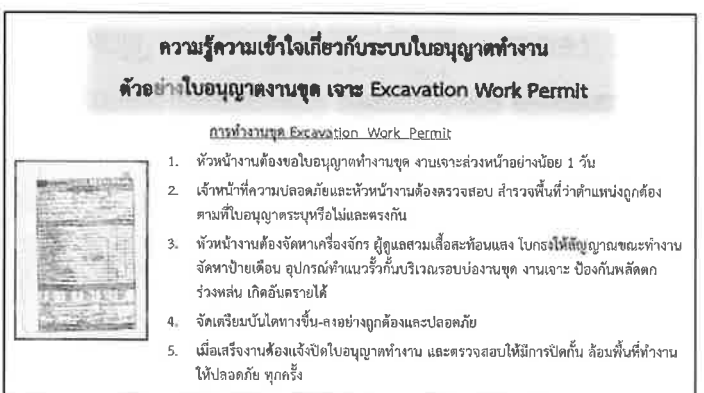 ความรู้ความเข้าใจเกี่ยวกับระบบใบอนุญาตทำงาน
ตัวอย่างใบอนุญาตงานขุด เจาะ Excavation Work Permit
การทำงานขุด Excavation Work Permit
1. หัวหน้างานต้องขอใบอนุญาตทำงานขุด งานเจาะล่วงหน้าอย่างน้อย 1 วัน
2. เจ้าหน้าที่ความปลอดภัยและหัวหน้างานต้องตรวจสอบ สำรวจพื้นที่ว่าตำแหน่งถูกต้อง
ตามที่ใบอนุญาตระบุหรือไม่และตรงกัน
3. หัวหน้างานต้องจัดหาเครื่องจักร ผู้ดูแลสวมเสื้อสะท้อนแสง โบกธงให้สัญญาณขณะทำงาน
จัดหาป้ายเตือน อุปกรณ์ทำแนวรั้วกั้นบริเวณรอบบ่องานขุด งานเจาะ ป้องกันพลัดตก
ร่วงหล่น เกิดอันตรายได้
4. จัดเตรียมบันไดทางขึ้น-ลงอย่างถูกต้องและปลอดภัย
5. เมื่อเสร็จงานต้องแจ้งปิดใบอนุญาตทำงาน และตรวจสอบให้มีการปิดกั้น ล้อมพื้นที่ทำงาน
ให้ปลอดภัย ทุกครั้ง